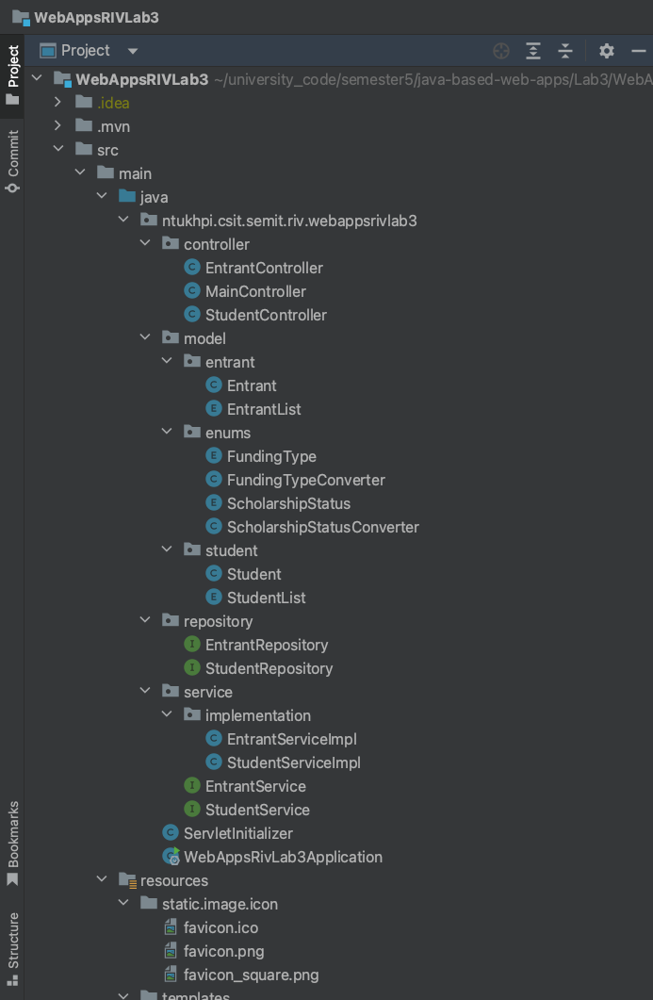 WebAppsRIVLab3
Project
WebAppsRIVLab3 ~/university_code/semester5/java-based-web-apps/Lab3/WebA
.idea
.mvn
src
main
java
ntukhpi.csit.semit.riv.webappsrivlab3
controller
C EntrantController
C MainController
C StudentController
model
entrant
C Entrant
E EntrantList
enums
E FundingType
C FundingTypeConverter
E ScholarshipStatus
C ScholarshipStatusConverter
student
C Student
E StudentList
repository
I EntrantRepository
I StudentRepository
service
implementation
C EntrantServiceImpl
C StudentServiceImpl
I EntrantService
I StudentService
C ServletInitializer
C WebAppsRivLab3Application
resources
static.image.icon
favicon.ico
favicon.png
favicon_square.png
templates
Project
Commit
Bookmarks
Structure